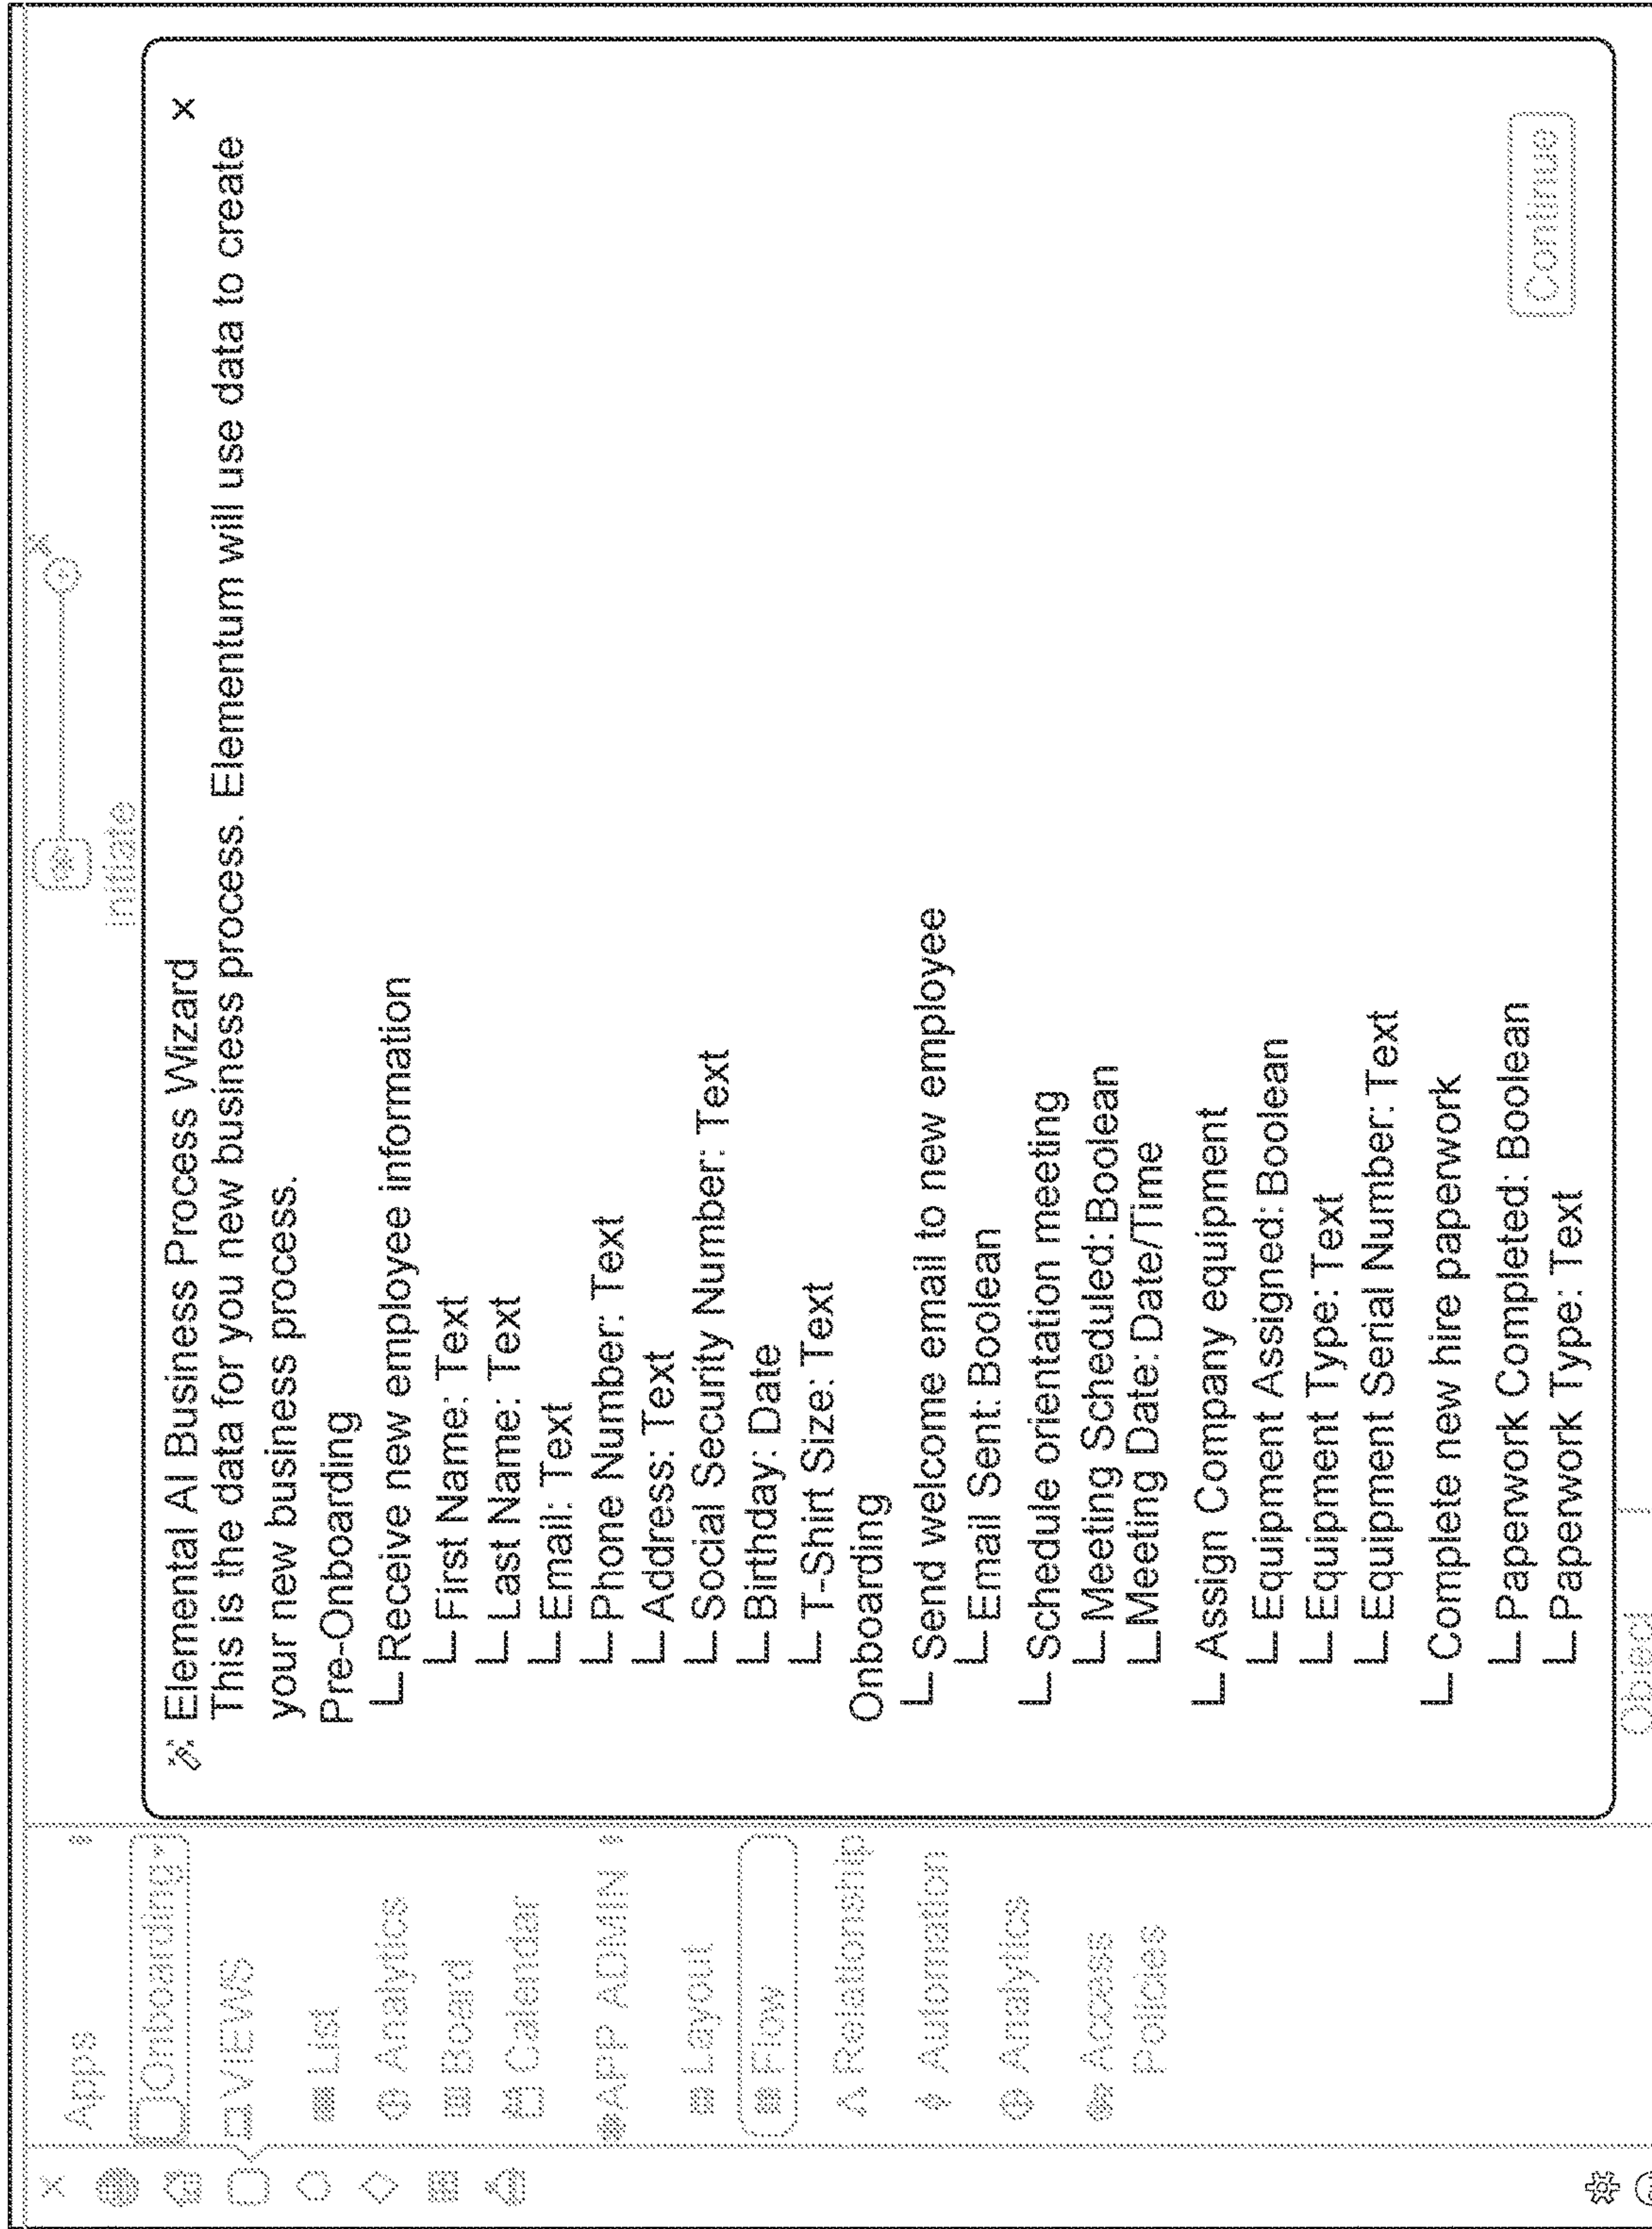 Apps
Onboarding
VIEWS
List
Analytics
Board
Calendar
APP ADMIN
Layout
Flow
Relationship
Automation
Analytics
Access
Policies
initiate
Elemental AI Business Process Wizard
This is the data for you new business process. Elementum will use data to create
your new business process.
Pre-Onboarding
Receive new employee information
First Name: Text
Last Name: Text
Email: Text
Phone Number: Text
Address: Text
Social Security Number: Text
Birthday: Date
T-Shirt Size: Text
Onboarding
Send welcome email to new employee
Email Sent: Boolean
Schedule orientation meeting
Meeting Scheduled: Boolean
Meeting Date: Date/Time
Assign Company equipment
Equipment Assigned: Boolean
Equipment Type: Text
Equipment Serial Number: Text
Complete new hire paperwork
Paperwork Completed: Boolean
Paperwork Type: Text
Continue
Object